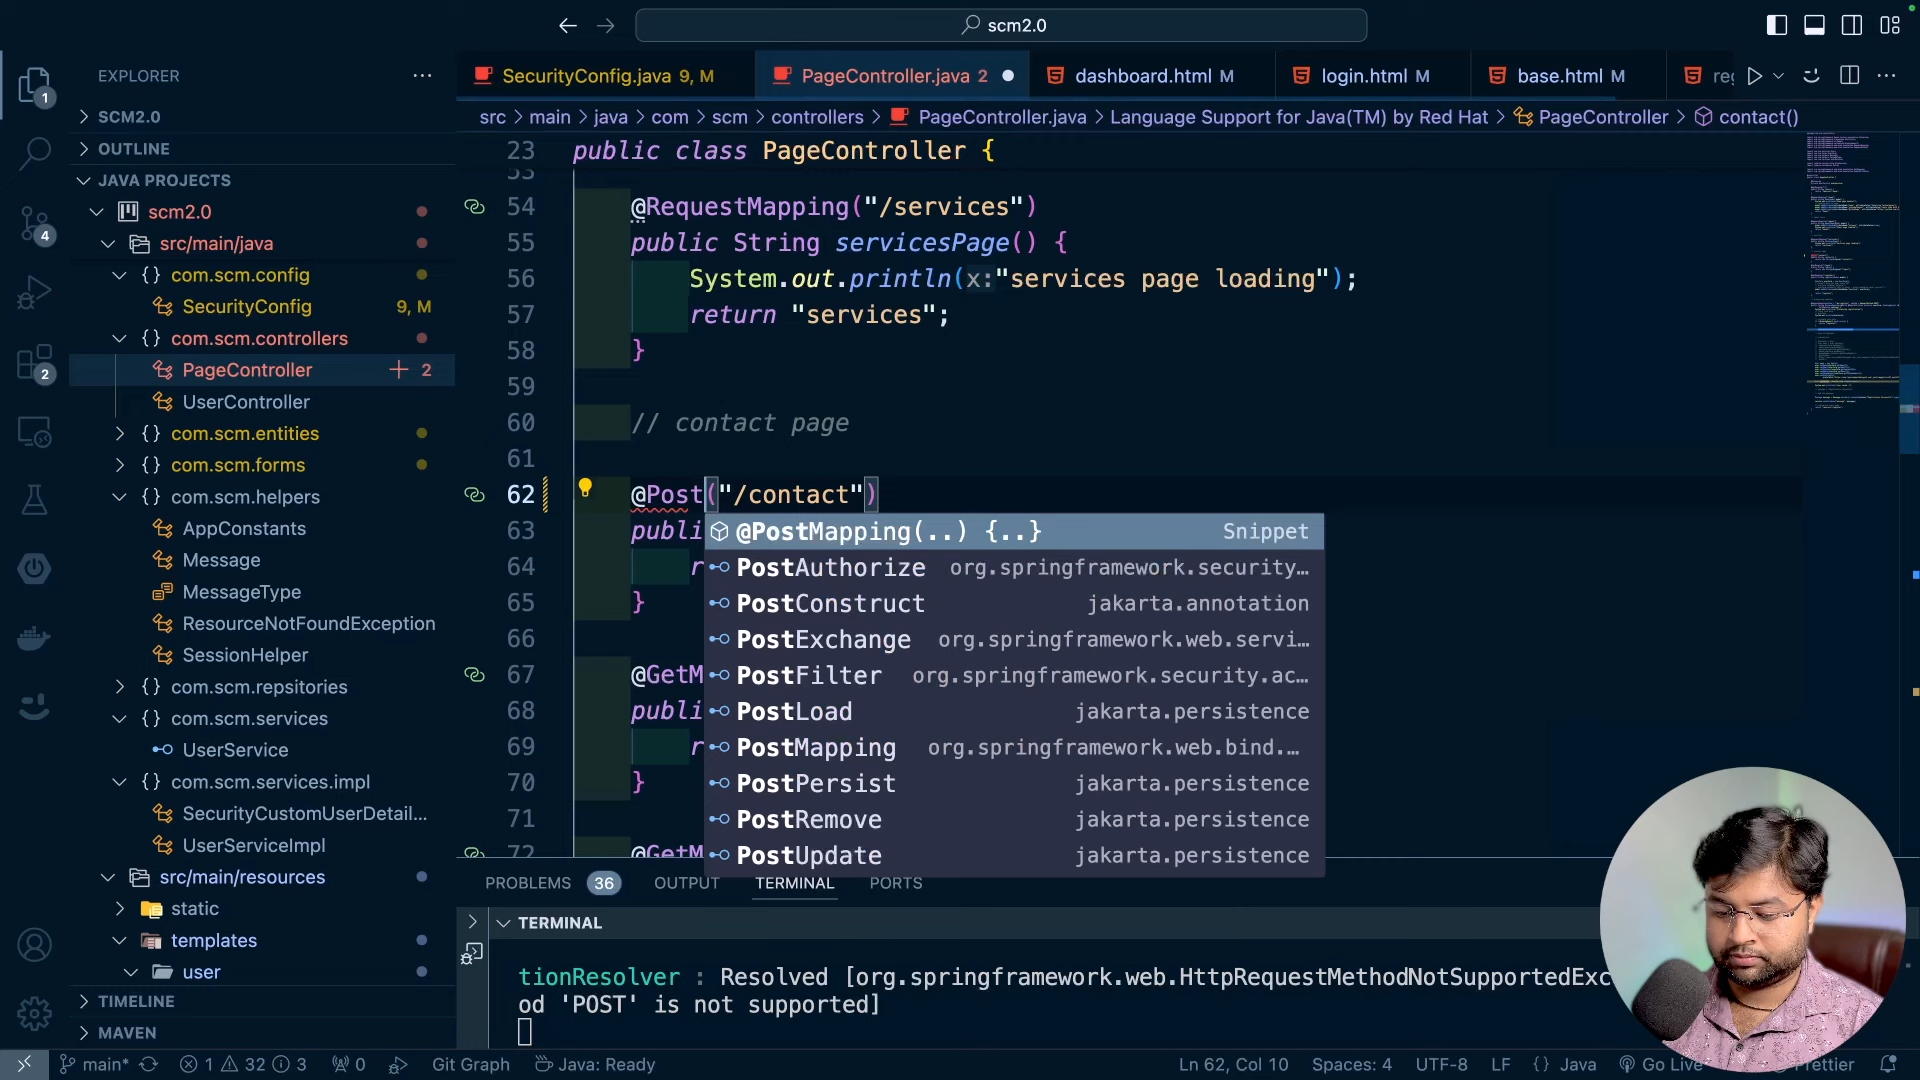 scm2.0
EXPLORER
SCM2.0
OUTLINE
JAVA PROJECTS
scm2.0
src/main/java
com.scm.config
SecurityConfig 9, M
com.scm.controllers
PageController 2
UserController
com.scm.entities
com.scm.forms
com.scm.helpers
AppConstants
Message
MessageType
ResourceNotFoundException
SessionHelper
com.scm.repsitories
com.scm.services
UserService
com.scm.services.impl
SecurityCustomUserDetail...
UserServiceImpl
src/main/resources
static
templates
user
TIMELINE
MAVEN
1
4
2
SecurityConfig.java 9, M
PageController.java 2
dashboard.html M
login.html M
base.html M
src > main > java > com > scm > controllers > PageController.java > Language Support for Java(TM) by Red Hat > PageController > contact()
23 public class PageController {
53
54 @RequestMapping("/services")
55 public String servicesPage() {
56 System.out.println(x:"services page loading");
57 return "services";
58 }
59
60 // contact page
61
62 @Post("/contact")
63 publi
64 r
65 }
66
67 @GetM
68 publi
69 r
70 }
71
72 @GetM
@PostMapping(..) {..} Snippet
PostAuthorize org.springframework.security...
PostConstruct jakarta.annotation
PostExchange org.springframework.web.servi...
PostFilter org.springframework.security.ac...
PostLoad jakarta.persistence
PostMapping org.springframework.web.bind....
PostPersist jakarta.persistence
PostRemove jakarta.persistence
PostUpdate jakarta.persistence
PROBLEMS 36 OUTPUT TERMINAL PORTS
TERMINAL
tionResolver : Resolved [org.springframework.web.HttpRequestMethodNotSupportedExc
od 'POST' is not supported]
main* 1 32 3 0 Git Graph Java: Ready Ln 62, Col 10 Spaces: 4 UTF-8 LF {} Java Go Live Prettier